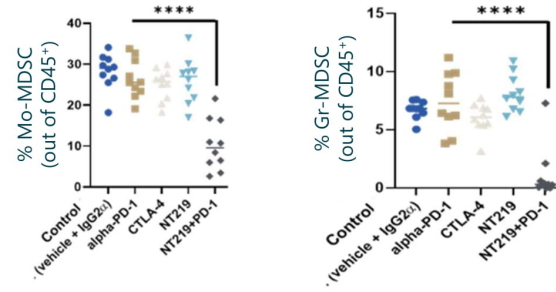 ****
% Mo-MDSC
(out of CD45⁺)
40
30
20
10
0
Control
. (vehicle + IgG2α)
alpha-PD-1
CTLA-4
NT219
NT219+PD-1
****
% Gr-MDSC
(out of CD45⁺)
15
10
5
0
Control
. (vehicle + IgG2α)
alpha-PD-1
CTLA-4
NT219
NT219+PD-1